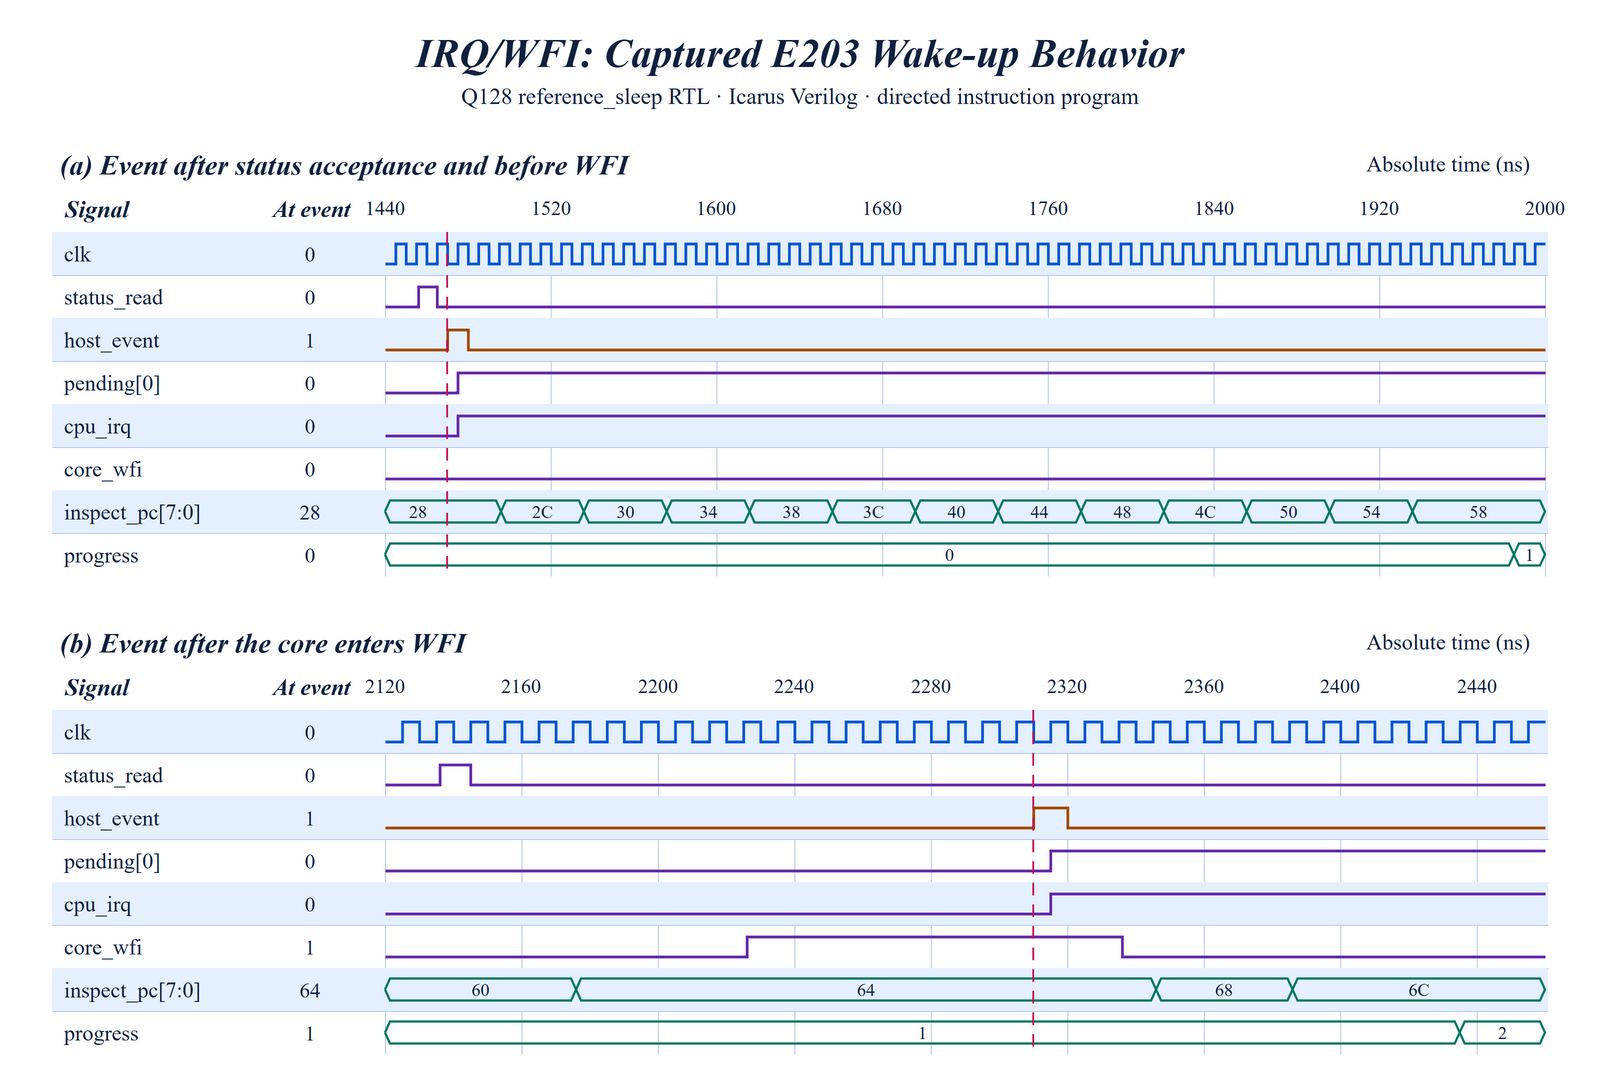 IRQ/WFI: Captured E203 Wake-up Behavior
Q128 reference_sleep RTL · Icarus Verilog · directed instruction program
(a) Event after status acceptance and before WFI Absolute time (ns)
Signal At event 1440 1520 1600 1680 1760 1840 1920 2000
clk 0
status_read 0
host_event 1
pending[0] 0
cpu_irq 0
core_wfi 0
inspect_pc[7:0] 28 28 2C 30 34 38 3C 40 44 48 4C 50 54 58
progress 0 0 1
(b) Event after the core enters WFI Absolute time (ns)
Signal At event 2120 2160 2200 2240 2280 2320 2360 2400 2440
clk 0
status_read 0
host_event 1
pending[0] 0
cpu_irq 0
core_wfi 1
inspect_pc[7:0] 64 60 64 68 6C
progress 1 1 2